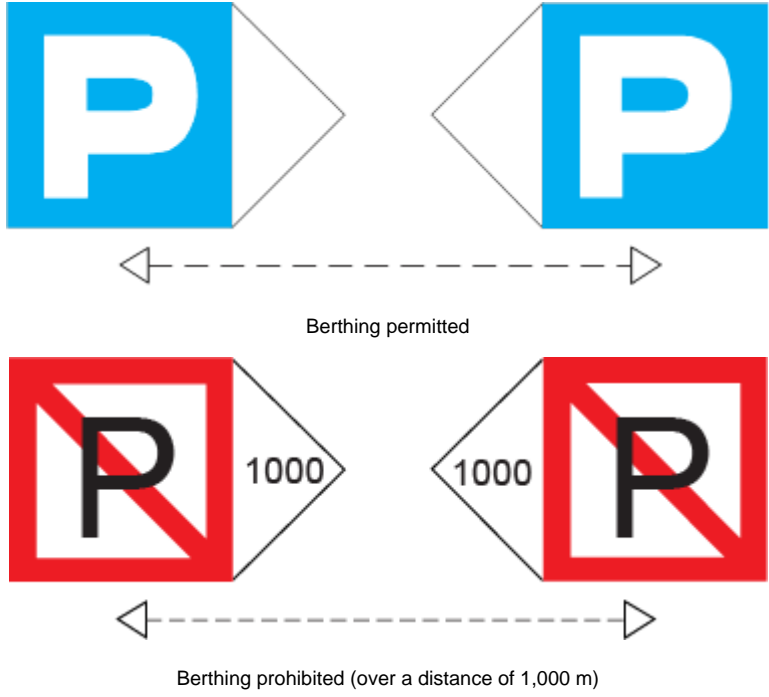 P P
Berthing permitted
P 1000 1000 P
Berthing prohibited (over a distance of 1,000 m)